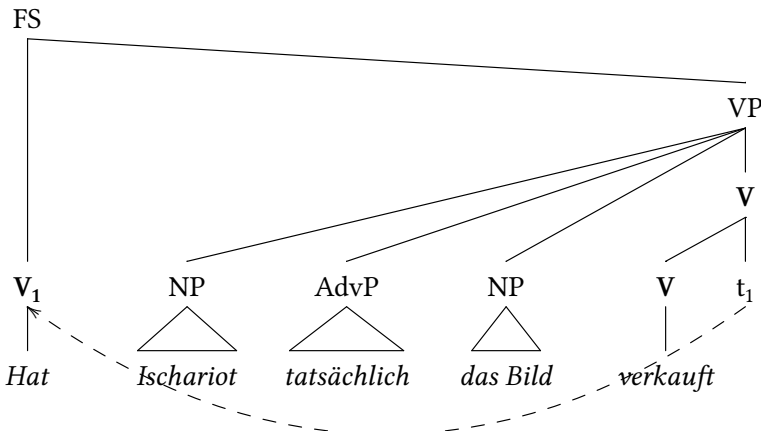 FS
VP
V
V₁ NP AdvP NP V t₁
Hat Ischariot tatsächlich das Bild verkauft